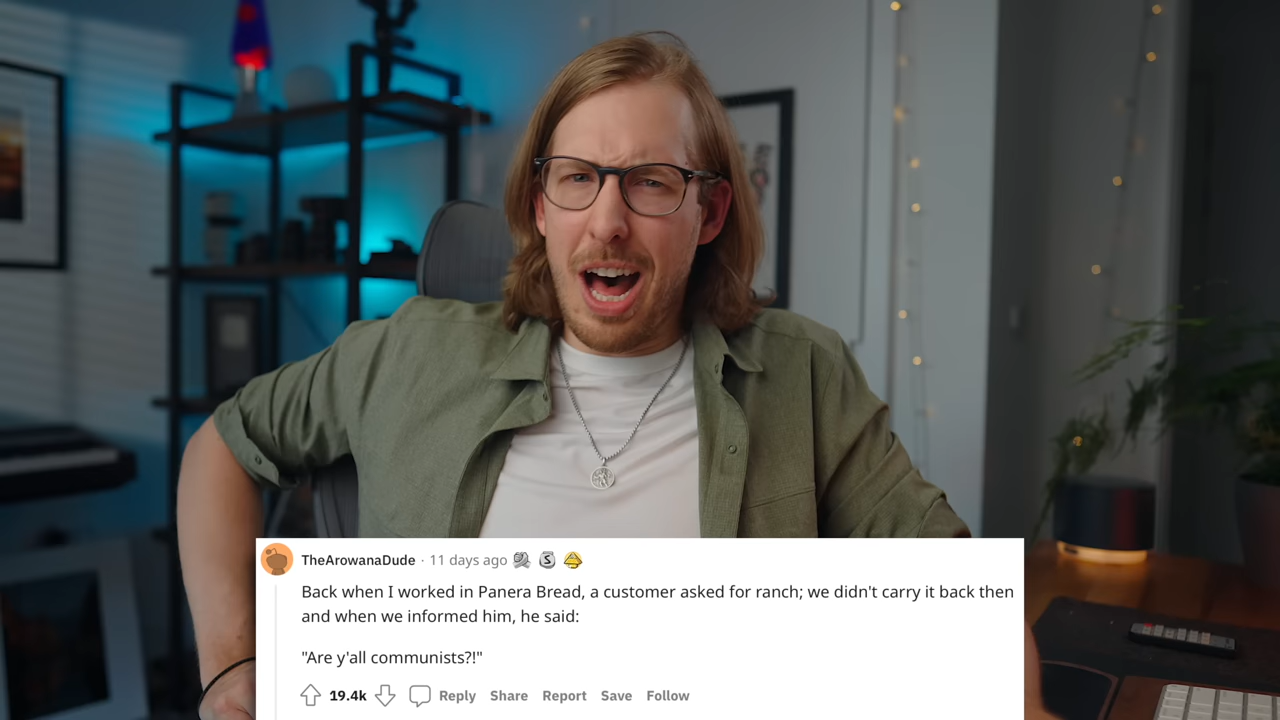 TheArowanaDude · 11 days ago
Back when I worked in Panera Bread, a customer asked for ranch; we didn't carry it back then
and when we informed him, he said:
"Are y'all communists?!"
19.4k Reply Share Report Save Follow